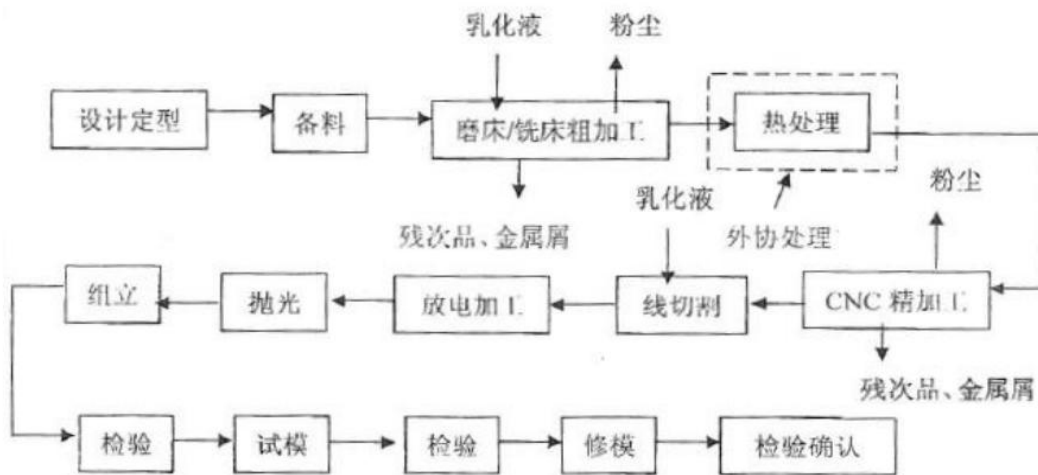 乳化液
粉尘
设计定型
备料
磨床/铣床粗加工
热处理
残次品、金属屑
乳化液
外协处理
粉尘
组立
抛光
放电加工
线切割
CNC 精加工
残次品、金属屑
检验
试模
检验
修模
检验确认